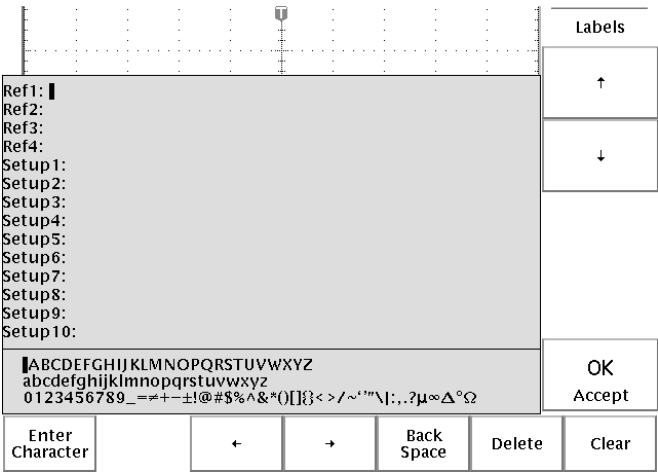 T
Labels
↑
Ref1:
Ref2:
Ref3:
Ref4:
↓
Setup1:
Setup2:
Setup3:
Setup4:
Setup5:
Setup6:
Setup7:
Setup8:
Setup9:
Setup10:
ABCDEFGHIJKLMNOPQRSTUVWXYZ
abcdefghijklmnopqrstuvwxyz
0123456789_=≠+−±!@#$%^&*()[]{}<>/~‘’"\|:,.?µ∞Δ°Ω
OK
Accept
Enter
Character
←
→
Back
Space
Delete
Clear